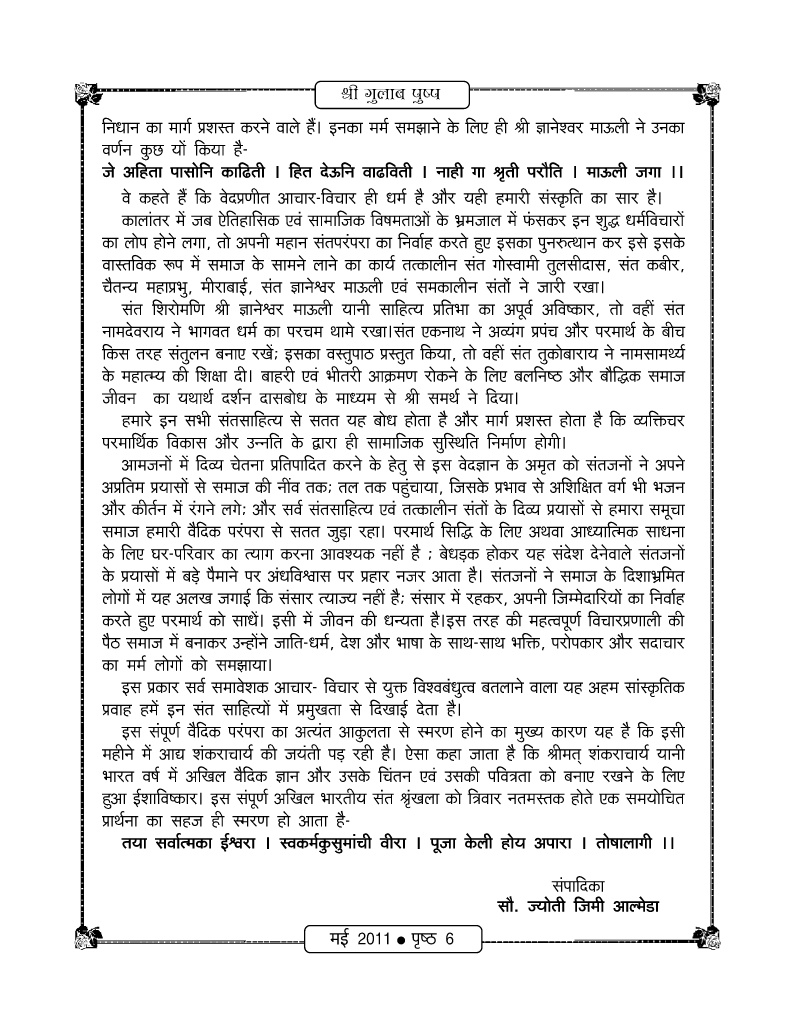 श्री गुलाब पुष्प
निधान का मार्ग प्रशस्त करने वाले हैं। इनका मर्म समझाने के लिए ही श्री ज्ञानेश्वर माऊली ने उनका
वर्णन कुछ यों किया है-
जे अहिता पासोनि काढिती । हित देऊनि वाढविती । नाही गा श्रृती परौति । माऊली जगा ।।
वे कहते हैं कि वेदप्रणीत आचार-विचार ही धर्म है और यही हमारी संस्कृति का सार है।
कालांतर में जब ऐतिहासिक एवं सामाजिक विषमताओं के भ्रमजाल में फंसकर इन शुद्ध धर्मविचारों
का लोप होने लगा, तो अपनी महान संतपरंपरा का निर्वाह करते हुए इसका पुनरुत्थान कर इसे इसके
वास्तविक रूप में समाज के सामने लाने का कार्य तत्कालीन संत गोस्वामी तुलसीदास, संत कबीर,
चैतन्य महाप्रभु, मीराबाई, संत ज्ञानेश्वर माऊली एवं समकालीन संतों ने जारी रखा।
संत शिरोमणि श्री ज्ञानेश्वर माऊली यानी साहित्य प्रतिभा का अपूर्व अविष्कार, तो वहीं संत
नामदेवराय ने भागवत धर्म का परचम थामे रखा।संत एकनाथ ने अव्यंग प्रपंच और परमार्थ के बीच
किस तरह संतुलन बनाए रखें; इसका वस्तुपाठ प्रस्तुत किया, तो वहीं संत तुकोबाराय ने नामसामर्थ्य
के महात्म्य की शिक्षा दी। बाहरी एवं भीतरी आक्रमण रोकने के लिए बलनिष्ठ और बौद्धिक समाज
जीवन का यथार्थ दर्शन दासबोध के माध्यम से श्री समर्थ ने दिया।
हमारे इन सभी संतसाहित्य से सतत यह बोध होता है और मार्ग प्रशस्त होता है कि व्यक्तिचर
परमार्थिक विकास और उन्नति के द्वारा ही सामाजिक सुस्थिति निर्माण होगी।
आमजनों में दिव्य चेतना प्रतिपादित करने के हेतु से इस वेदज्ञान के अमृत को संतजनों ने अपने
अप्रतिम प्रयासों से समाज की नींव तक; तल तक पहुंचाया, जिसके प्रभाव से अशिक्षित वर्ग भी भजन
और कीर्तन में रंगने लगे; और सर्व संतसाहित्य एवं तत्कालीन संतों के दिव्य प्रयासों से हमारा समूचा
समाज हमारी वैदिक परंपरा से सतत जुड़ा रहा। परमार्थ सिद्धि के लिए अथवा आध्यात्मिक साधना
के लिए घर-परिवार का त्याग करना आवश्यक नहीं है ; बेधड़क होकर यह संदेश देनेवाले संतजनों
के प्रयासों में बड़े पैमाने पर अंधविश्वास पर प्रहार नजर आता है। संतजनों ने समाज के दिशाभ्रमित
लोगों में यह अलख जगाई कि संसार त्याज्य नहीं है; संसार में रहकर, अपनी जिम्मेदारियों का निर्वाह
करते हुए परमार्थ को साधें। इसी में जीवन की धन्यता है।इस तरह की महत्वपूर्ण विचारप्रणाली की
पैठ समाज में बनाकर उन्होंने जाति-धर्म, देश और भाषा के साथ-साथ भक्ति, परोपकार और सदाचार
का मर्म लोगों को समझाया।
इस प्रकार सर्व समावेशक आचार- विचार से युक्त विश्वबंधुत्व बतलाने वाला यह अहम सांस्कृतिक
प्रवाह हमें इन संत साहित्यों में प्रमुखता से दिखाई देता है।
इस संपूर्ण वैदिक परंपरा का अत्यंत आकुलता से स्मरण होने का मुख्य कारण यह है कि इसी
महीने में आद्य शंकराचार्य की जयंती पड़ रही है। ऐसा कहा जाता है कि श्रीमत् शंकराचार्य यानी
भारत वर्ष में अखिल वैदिक ज्ञान और उसके चिंतन एवं उसकी पवित्रता को बनाए रखने के लिए
हुआ ईशाविष्कार। इस संपूर्ण अखिल भारतीय संत श्रृंखला को त्रिवार नतमस्तक होते एक समयोचित
प्रार्थना का सहज ही स्मरण हो आता है-
तया सर्वात्मका ईश्वरा । स्वकर्मकुसुमांची वीरा । पूजा केली होय अपारा । तोषालागी ।।
संपादिका
सौ. ज्योती जिमी आल्मेडा
मई 2011 ● पृष्ठ 6